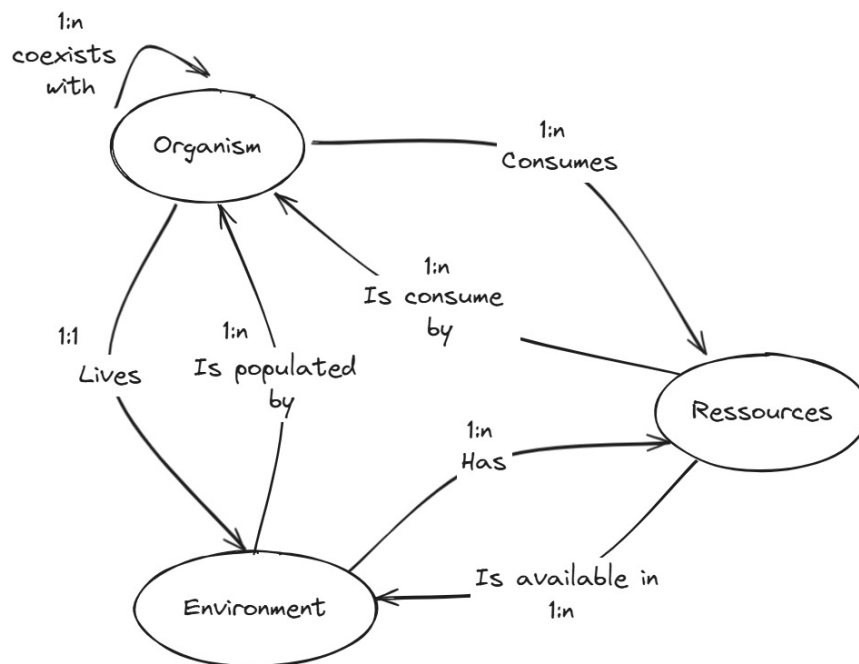 1:n
coexists
with
Organism
1:n
Consumes
1:n
Is consume
by
1:1
Lives
1:n
Is populated
by
Ressources
1:n
Has
Is available in
1:n
Environment